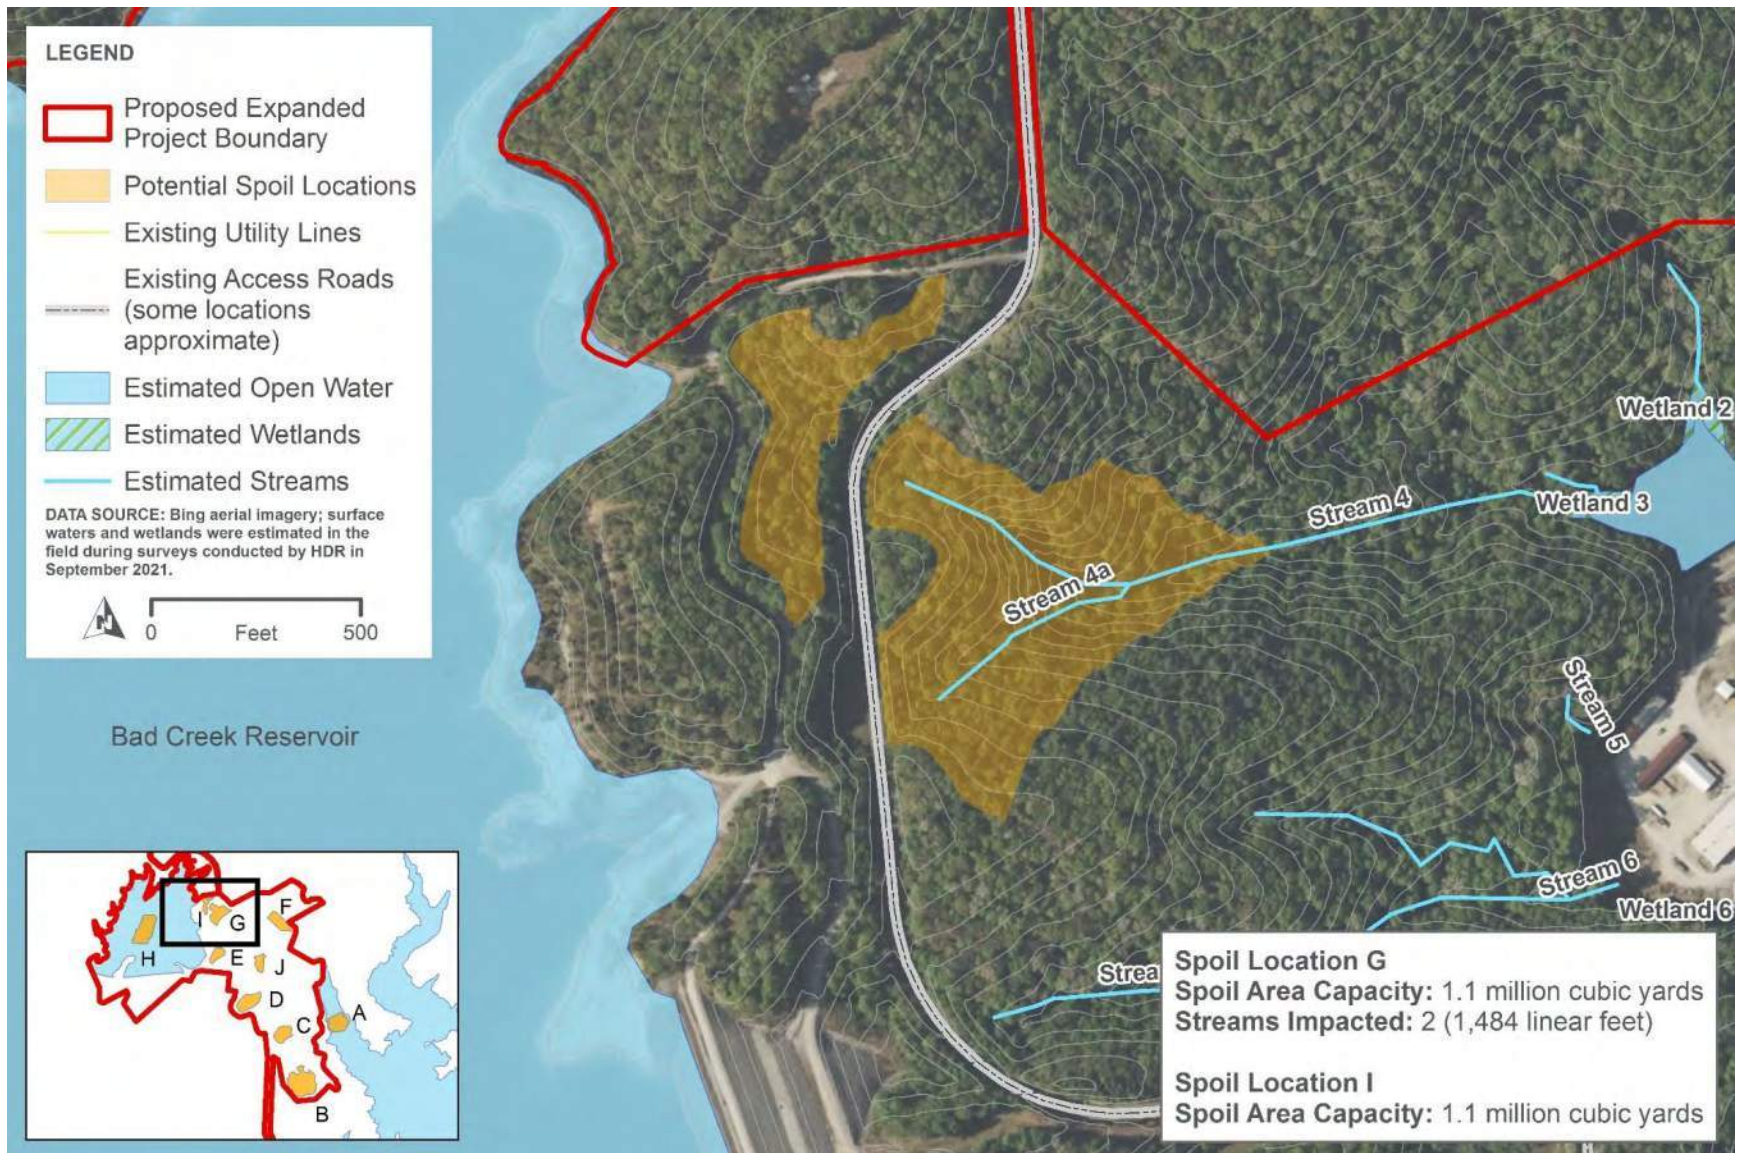 LEGEND
Proposed Expanded
Project Boundary
Potential Spoil Locations
Existing Utility Lines
Existing Access Roads
(some locations
approximate)
Estimated Open Water
Estimated Wetlands
Estimated Streams
DATA SOURCE: Bing aerial imagery; surface
waters and wetlands were estimated in the
field during surveys conducted by HDR in
September 2021.
N
0 Feet 500
Wetland 2
Stream 4
Wetland 3
Stream 4a
Stream 5
Bad Creek Reservoir
Stream 6
Wetland 6
Strea
I
G
F
H
E
J
D
A
C
B
Spoil Location G
Spoil Area Capacity: 1.1 million cubic yards
Streams Impacted: 2 (1,484 linear feet)
Spoil Location I
Spoil Area Capacity: 1.1 million cubic yards